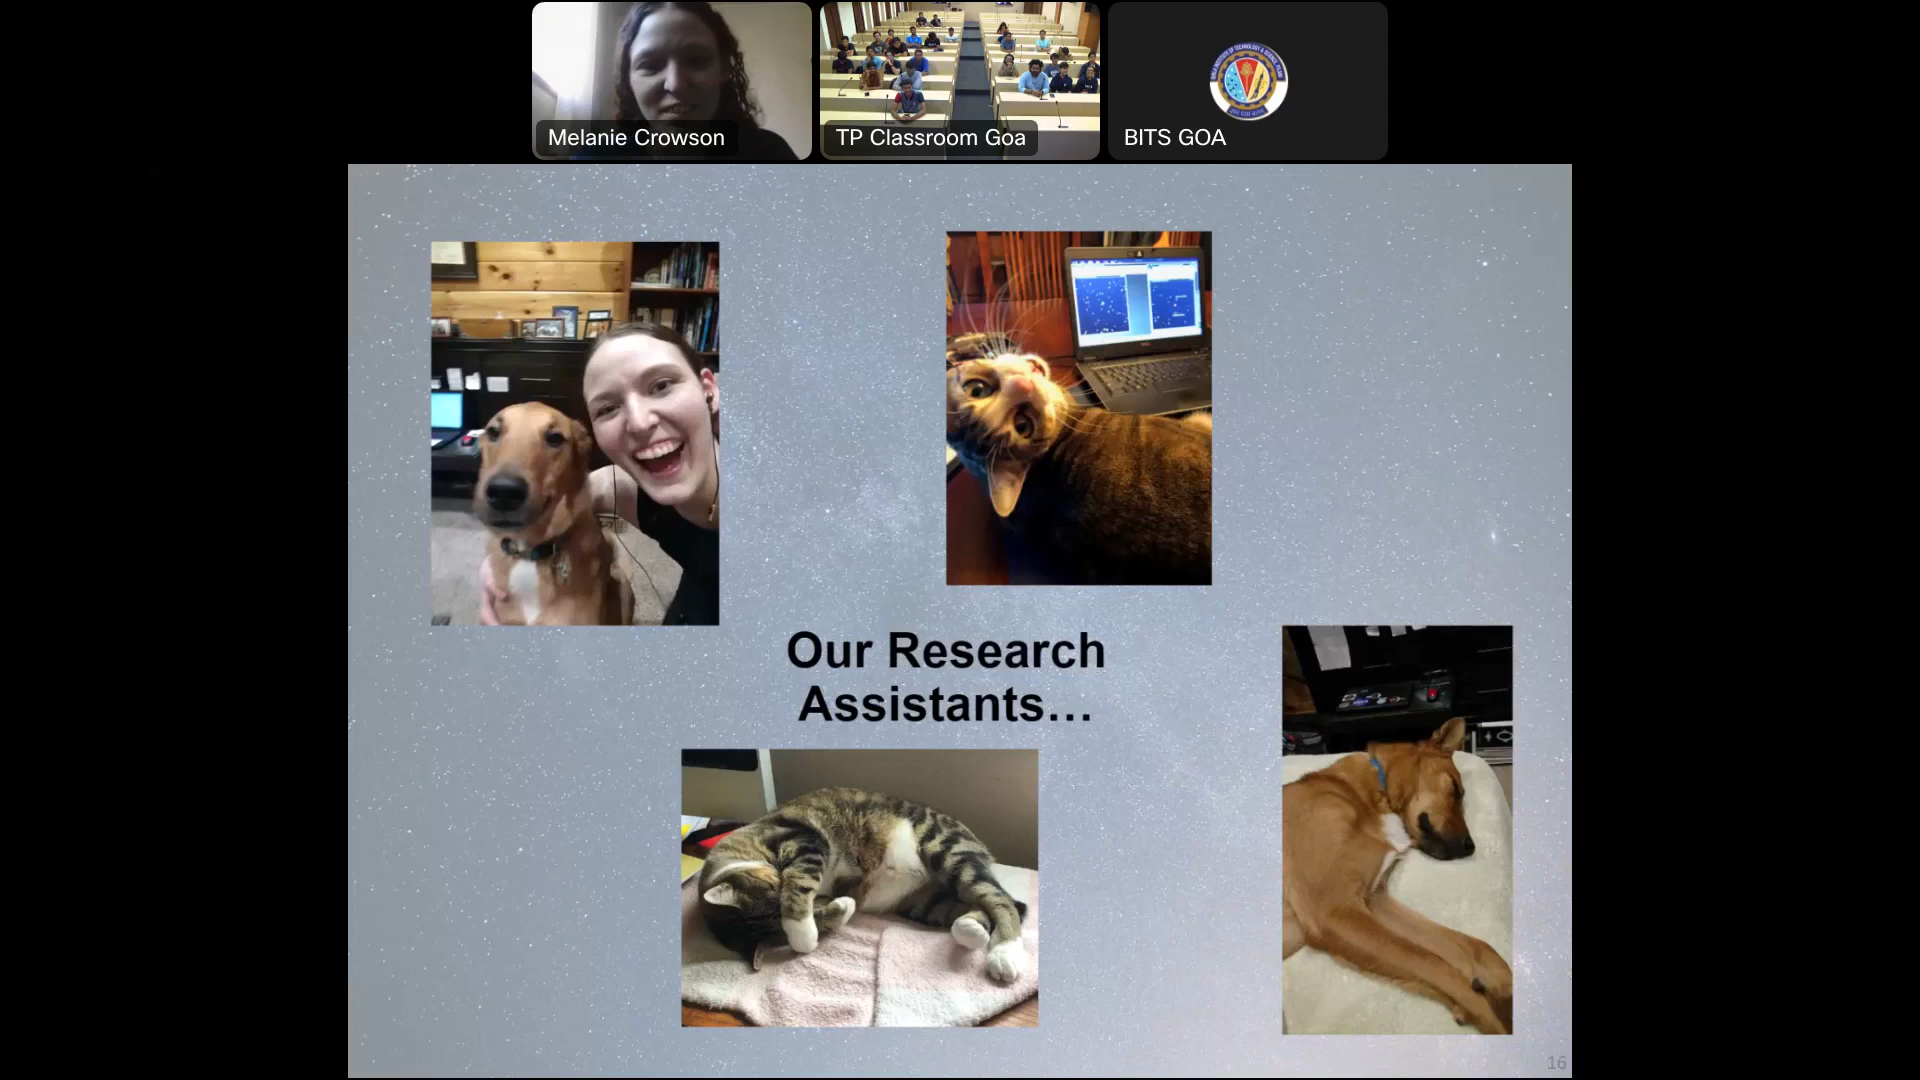 Melanie Crowson
TP Classroom Goa
BITS GOA
Our Research
Assistants...
16